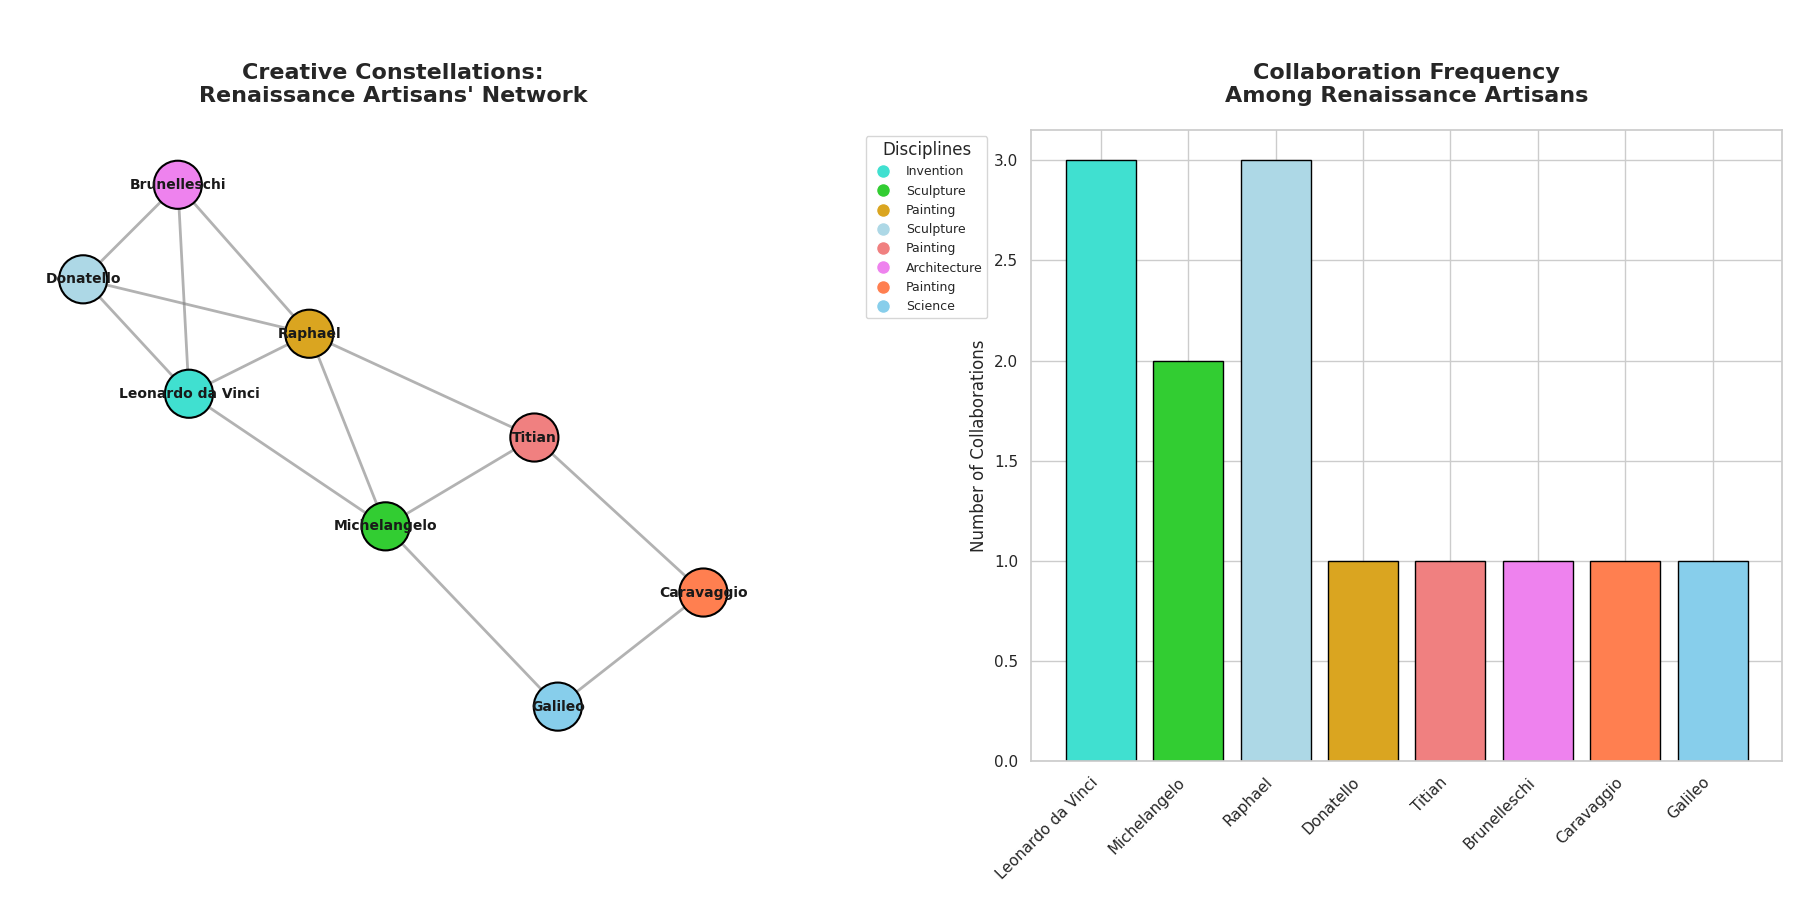 Creative Constellations:
Renaissance Artisans' Network
Brunelleschi
Donatello
Raphael
Leonardo da Vinci
Titian
Michelangelo
Caravaggio
Galileo
Disciplines
Invention
Sculpture
Painting
Sculpture
Painting
Architecture
Painting
Science
Collaboration Frequency
Among Renaissance Artisans
Number of Collaborations
3.0
2.5
2.0
1.5
1.0
0.5
0.0
Leonardo da Vinci
Michelangelo
Raphael
Donatello
Titian
Brunelleschi
Caravaggio
Galileo